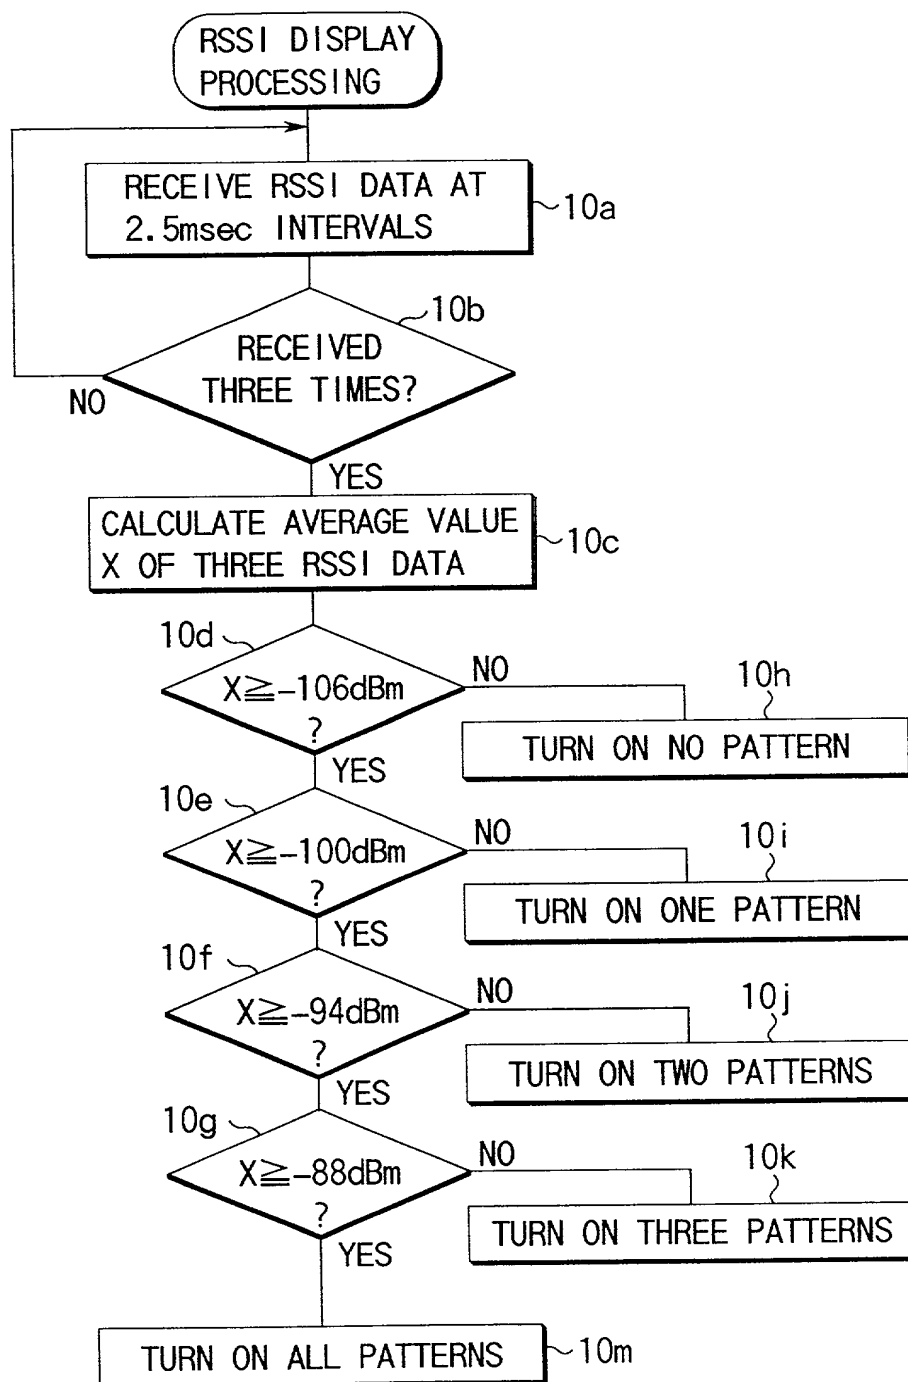 RSSI DISPLAY
PROCESSING
RECEIVE RSSI DATA AT
2.5msec INTERVALS
10a
10b
RECEIVED
THREE TIMES?
NO
YES
CALCULATE AVERAGE VALUE
X OF THREE RSSI DATA
10c
10d
X≧-106dBm
?
NO
YES
10h
TURN ON NO PATTERN
10e
X≧-100dBm
?
NO
YES
10i
TURN ON ONE PATTERN
10f
X≧-94dBm
?
NO
YES
10j
TURN ON TWO PATTERNS
10g
X≧-88dBm
?
NO
YES
10k
TURN ON THREE PATTERNS
TURN ON ALL PATTERNS
10m